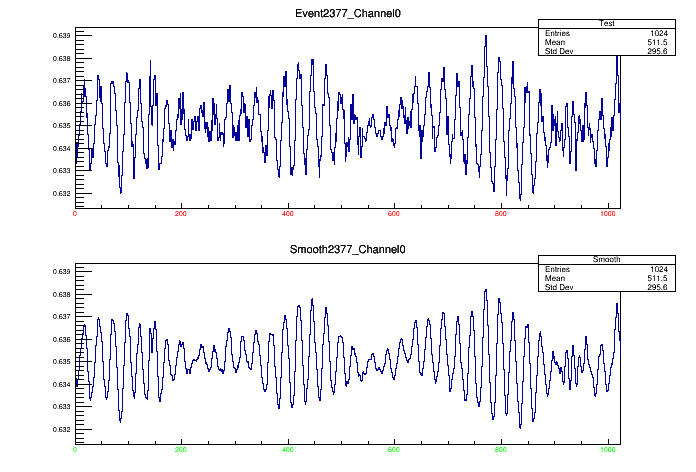 Event2377_Channel0
Test
Entries 1024
Mean 511.5
Std Dev 295.6
0.639
0.638
0.637
0.636
0.635
0.634
0.633
0.632
0 200 400 600 800 1000
Smooth2377_Channel0
Smooth
Entries 1024
Mean 511.5
Std Dev 295.6
0.639
0.638
0.637
0.636
0.635
0.634
0.633
0.632
0 200 400 600 800 1000